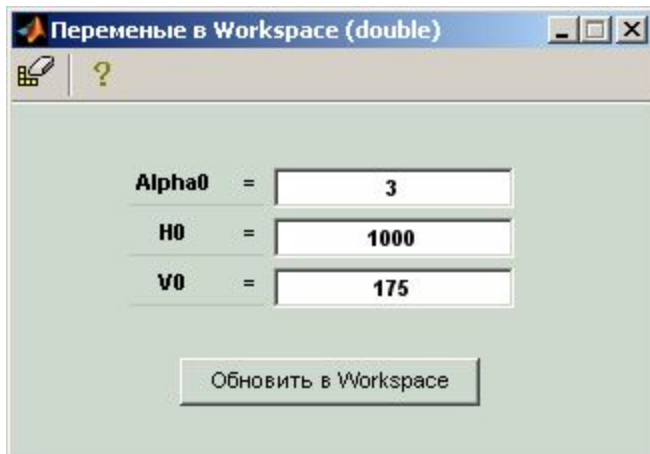 Переменые в Workspace (double)
?
Alpha0 = 3
H0 = 1000
V0 = 175
Обновить в Workspace